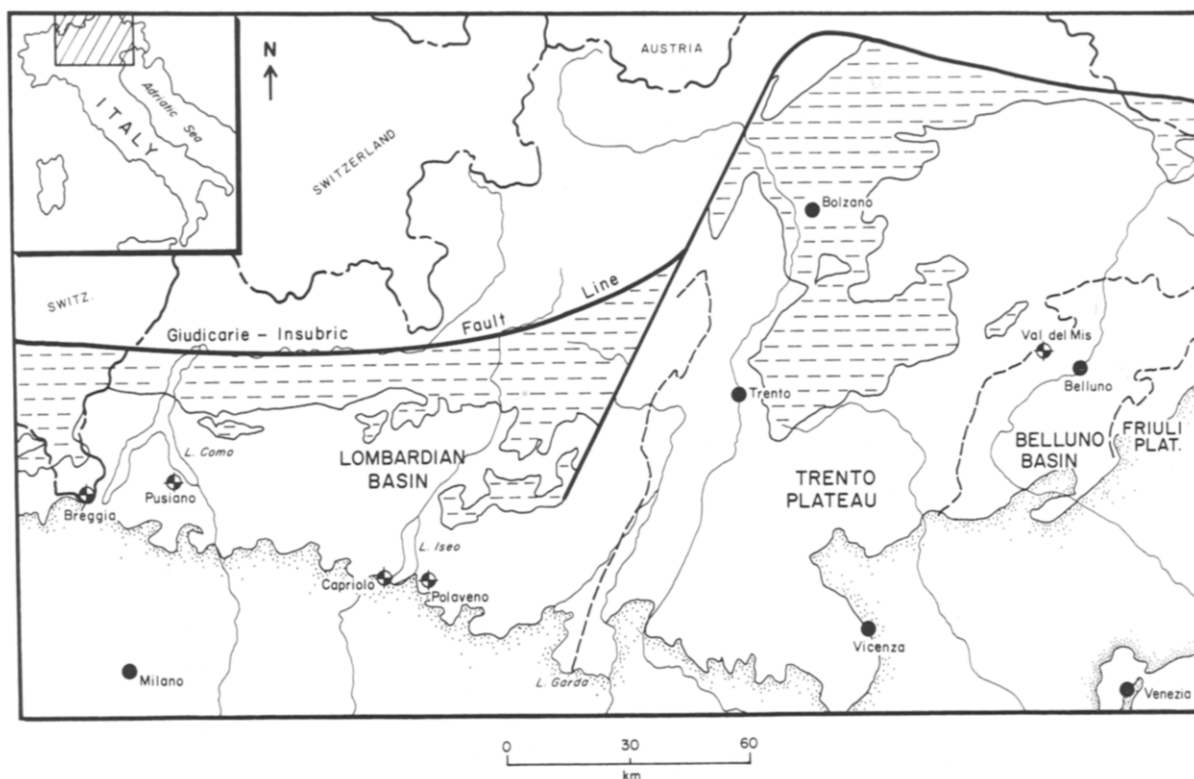 ITALY
Adriatic Sea
N
AUSTRIA
SWITZERLAND
SWITZ.
Giudicarie - Insubric Fault Line
Bolzano
Val del Mis
Belluno
Trento
L. Como
LOMBARDIAN
BASIN
BELLUNO
BASIN
FRIULI
PLAT.
TRENTO
PLATEAU
Pusiano
Breggia
L. Iseo
Capriolo
Polaveno
Vicenza
Milano
L. Garda
Venezia
0 30 60
km